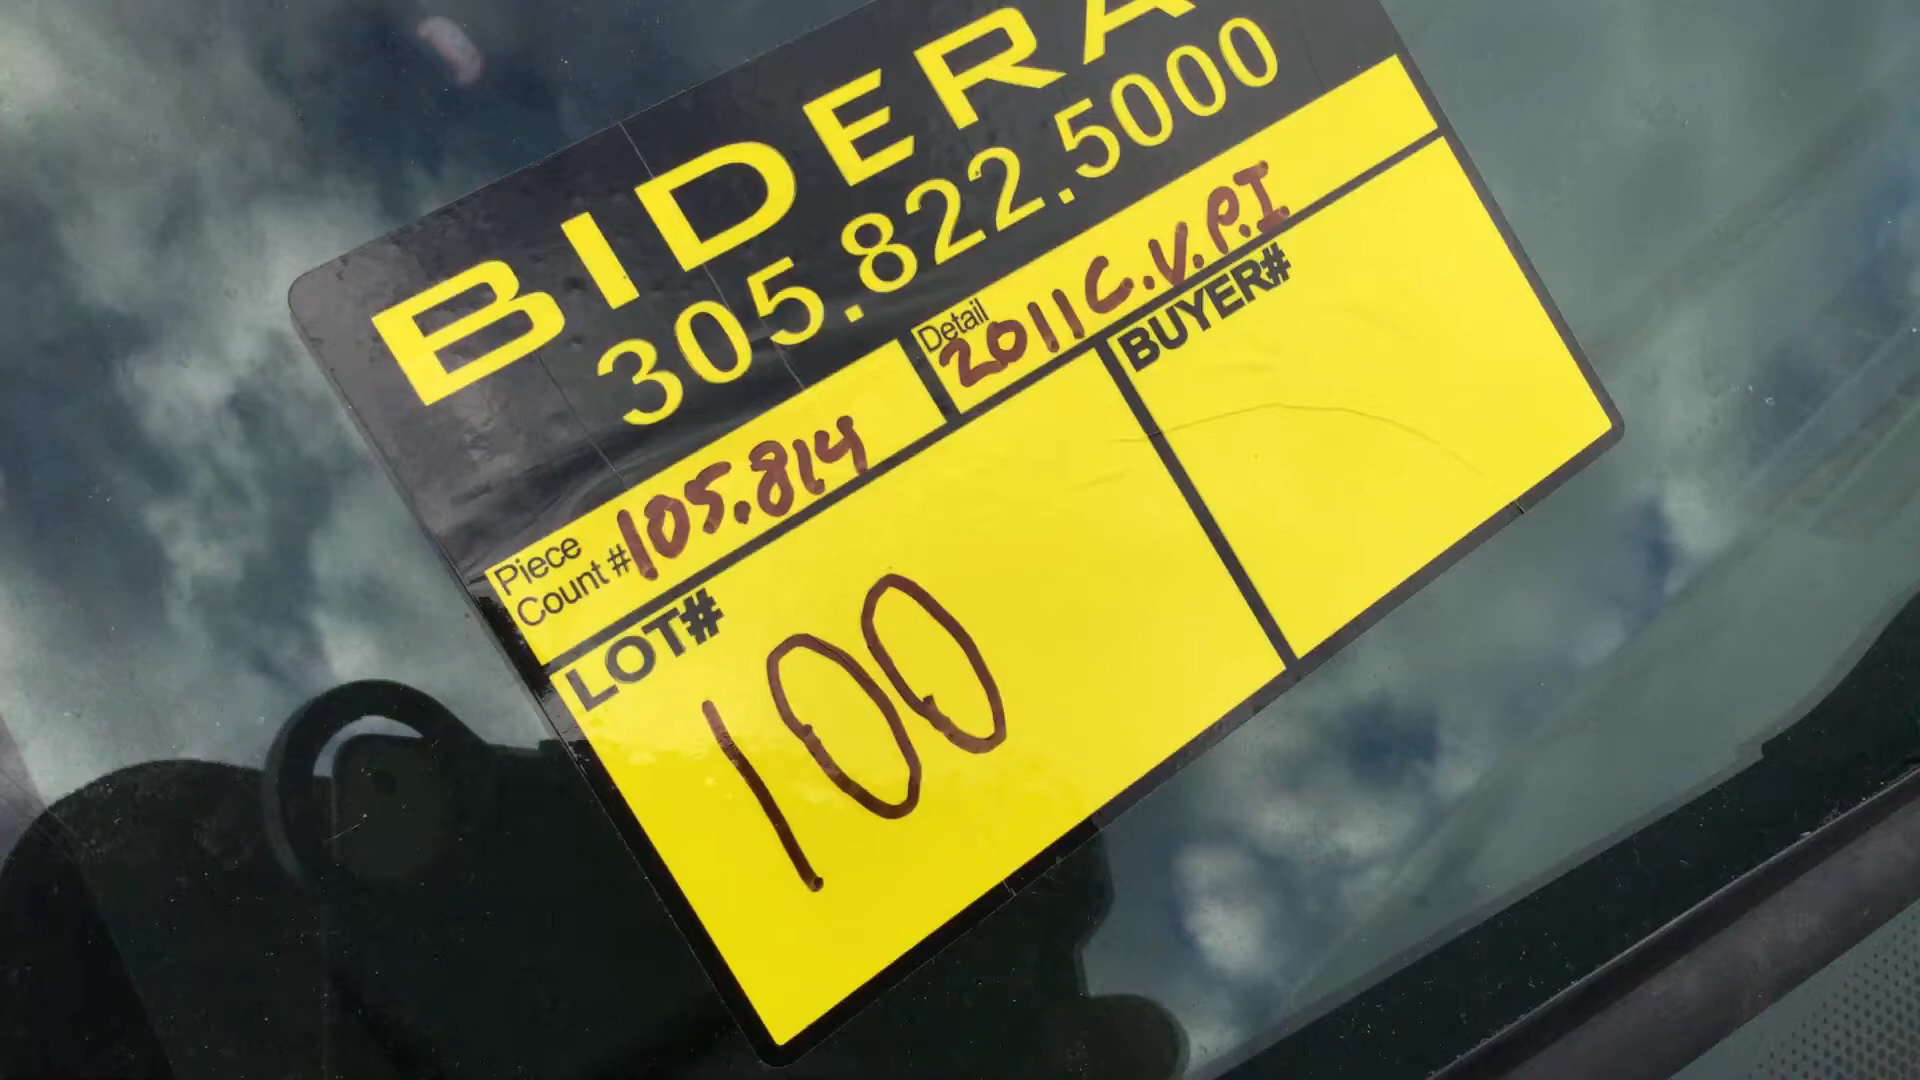 BIDERA
305.822.5000
Piece Count # 105.814
Detail 2011 C.V.P.I
LOT# 100
BUYER#